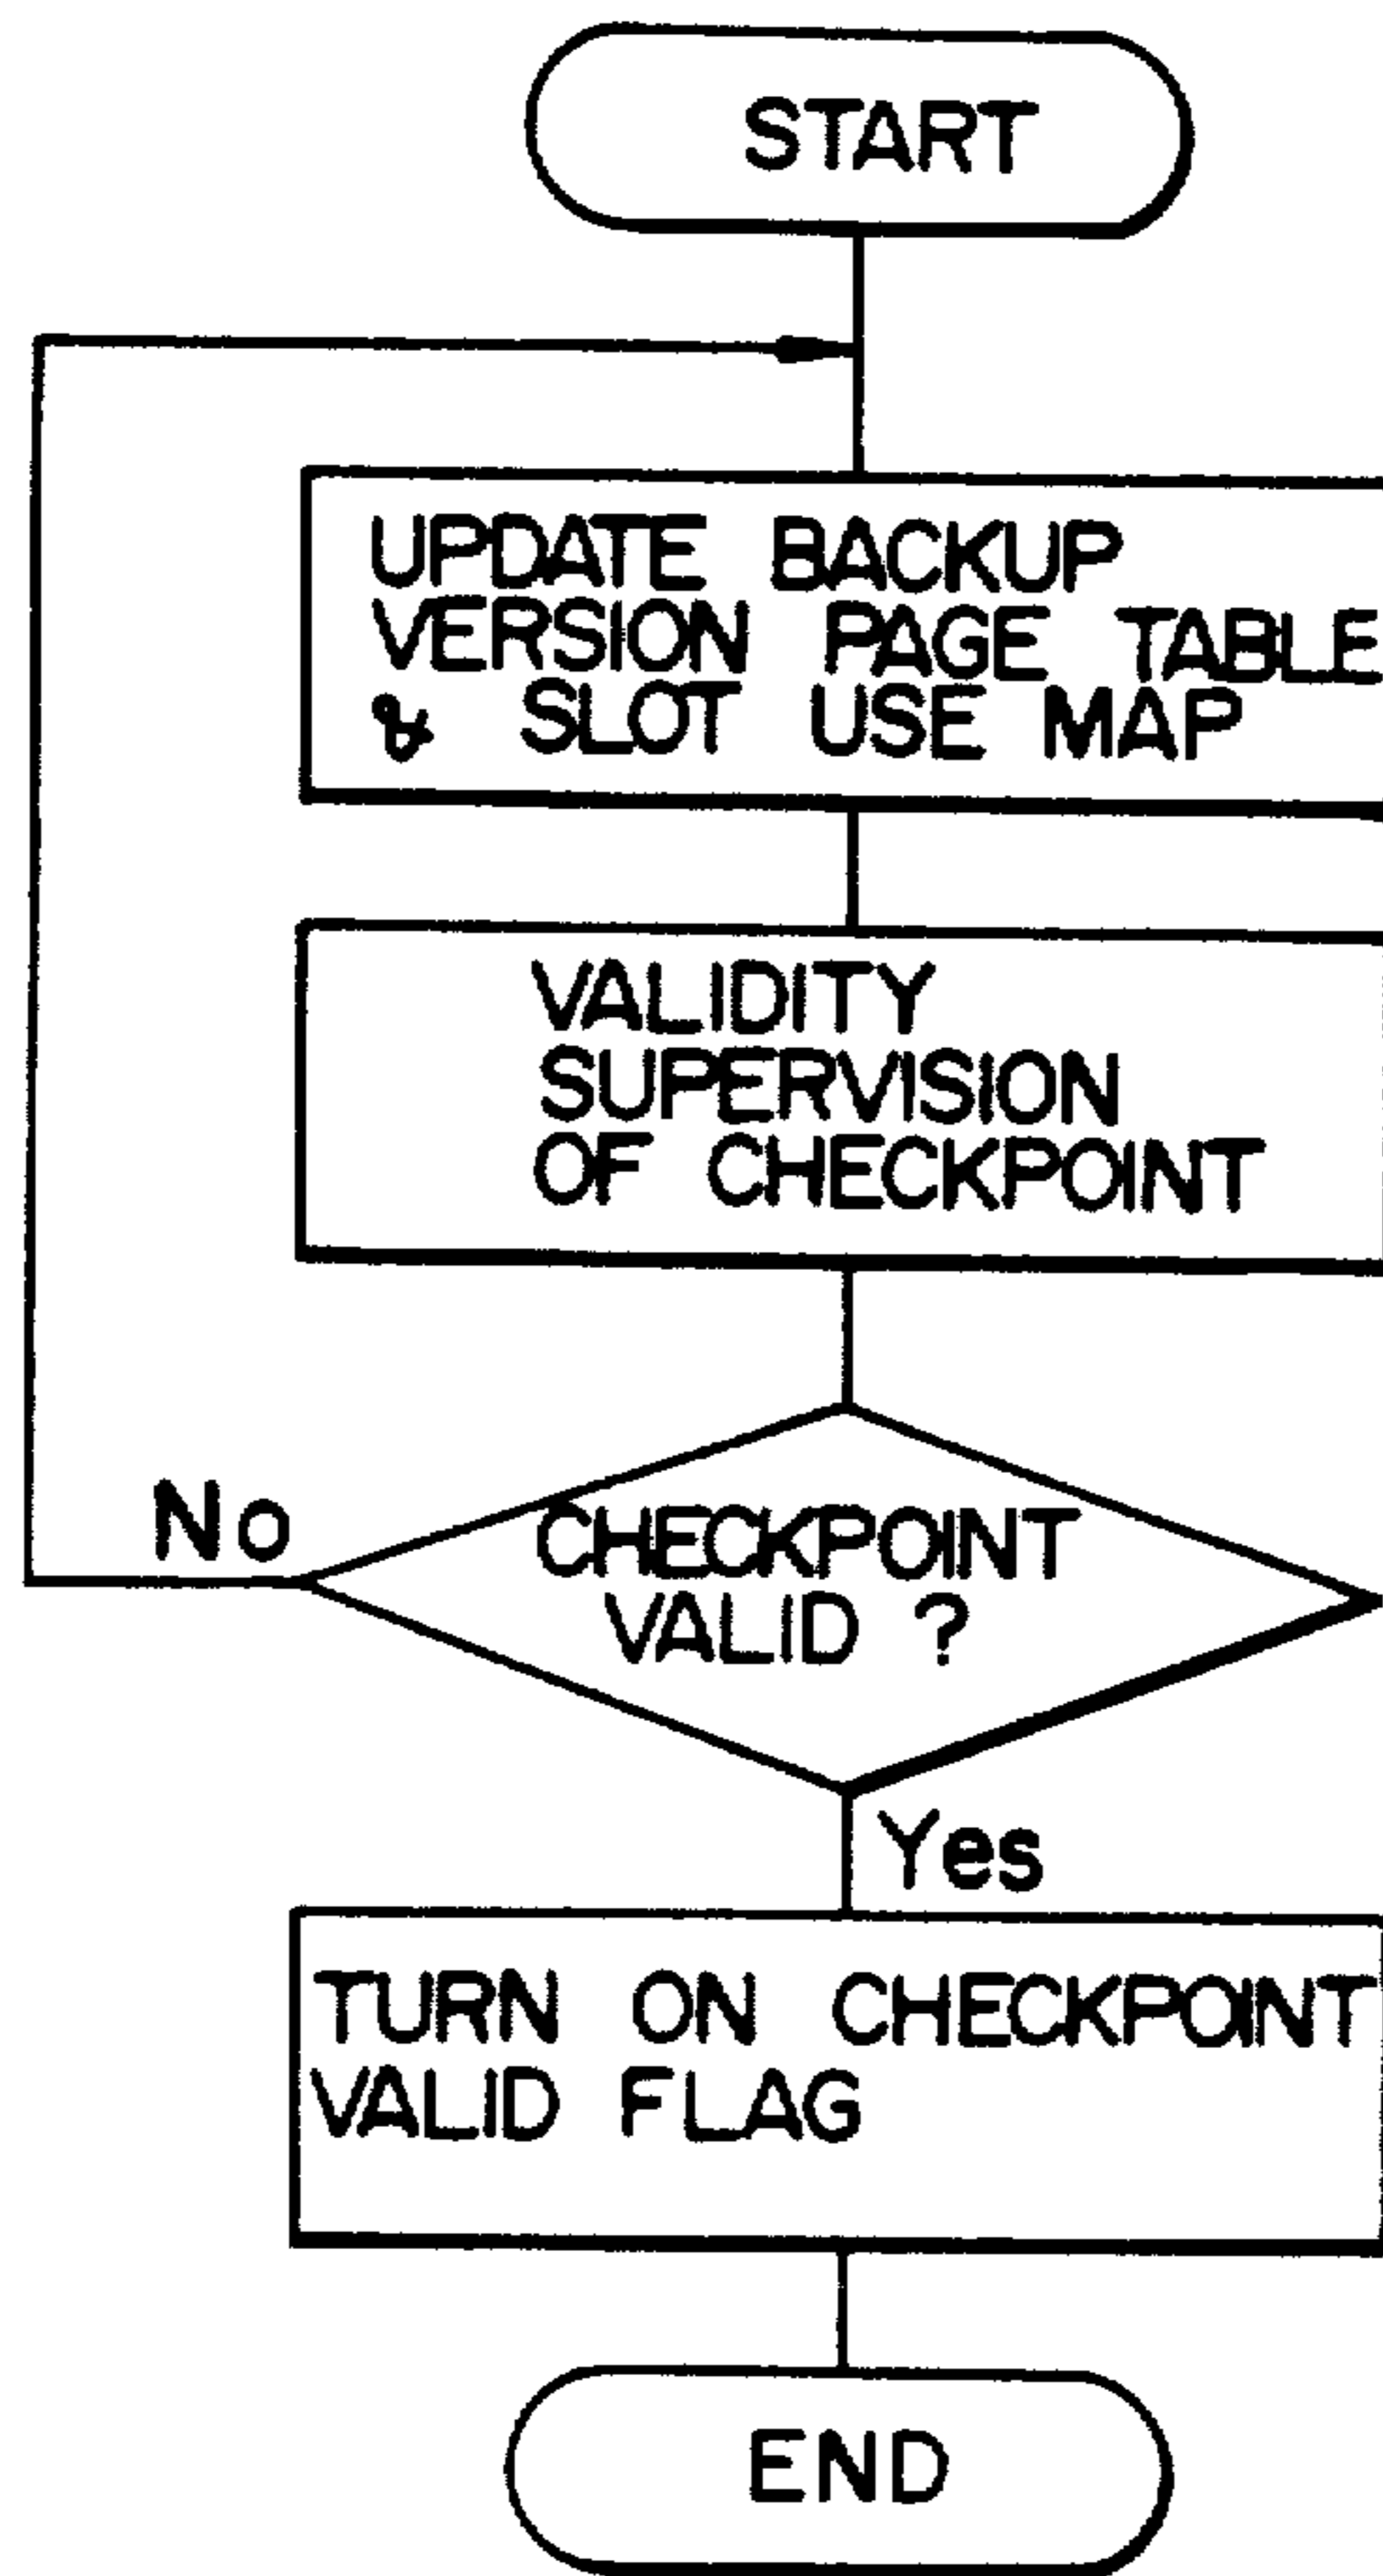 START
UPDATE BACKUP
VERSION PAGE TABLE
& SLOT USE MAP
VALIDITY
SUPERVISION
OF CHECKPOINT
CHECKPOINT
VALID ?
No
Yes
TURN ON CHECKPOINT
VALID FLAG
END